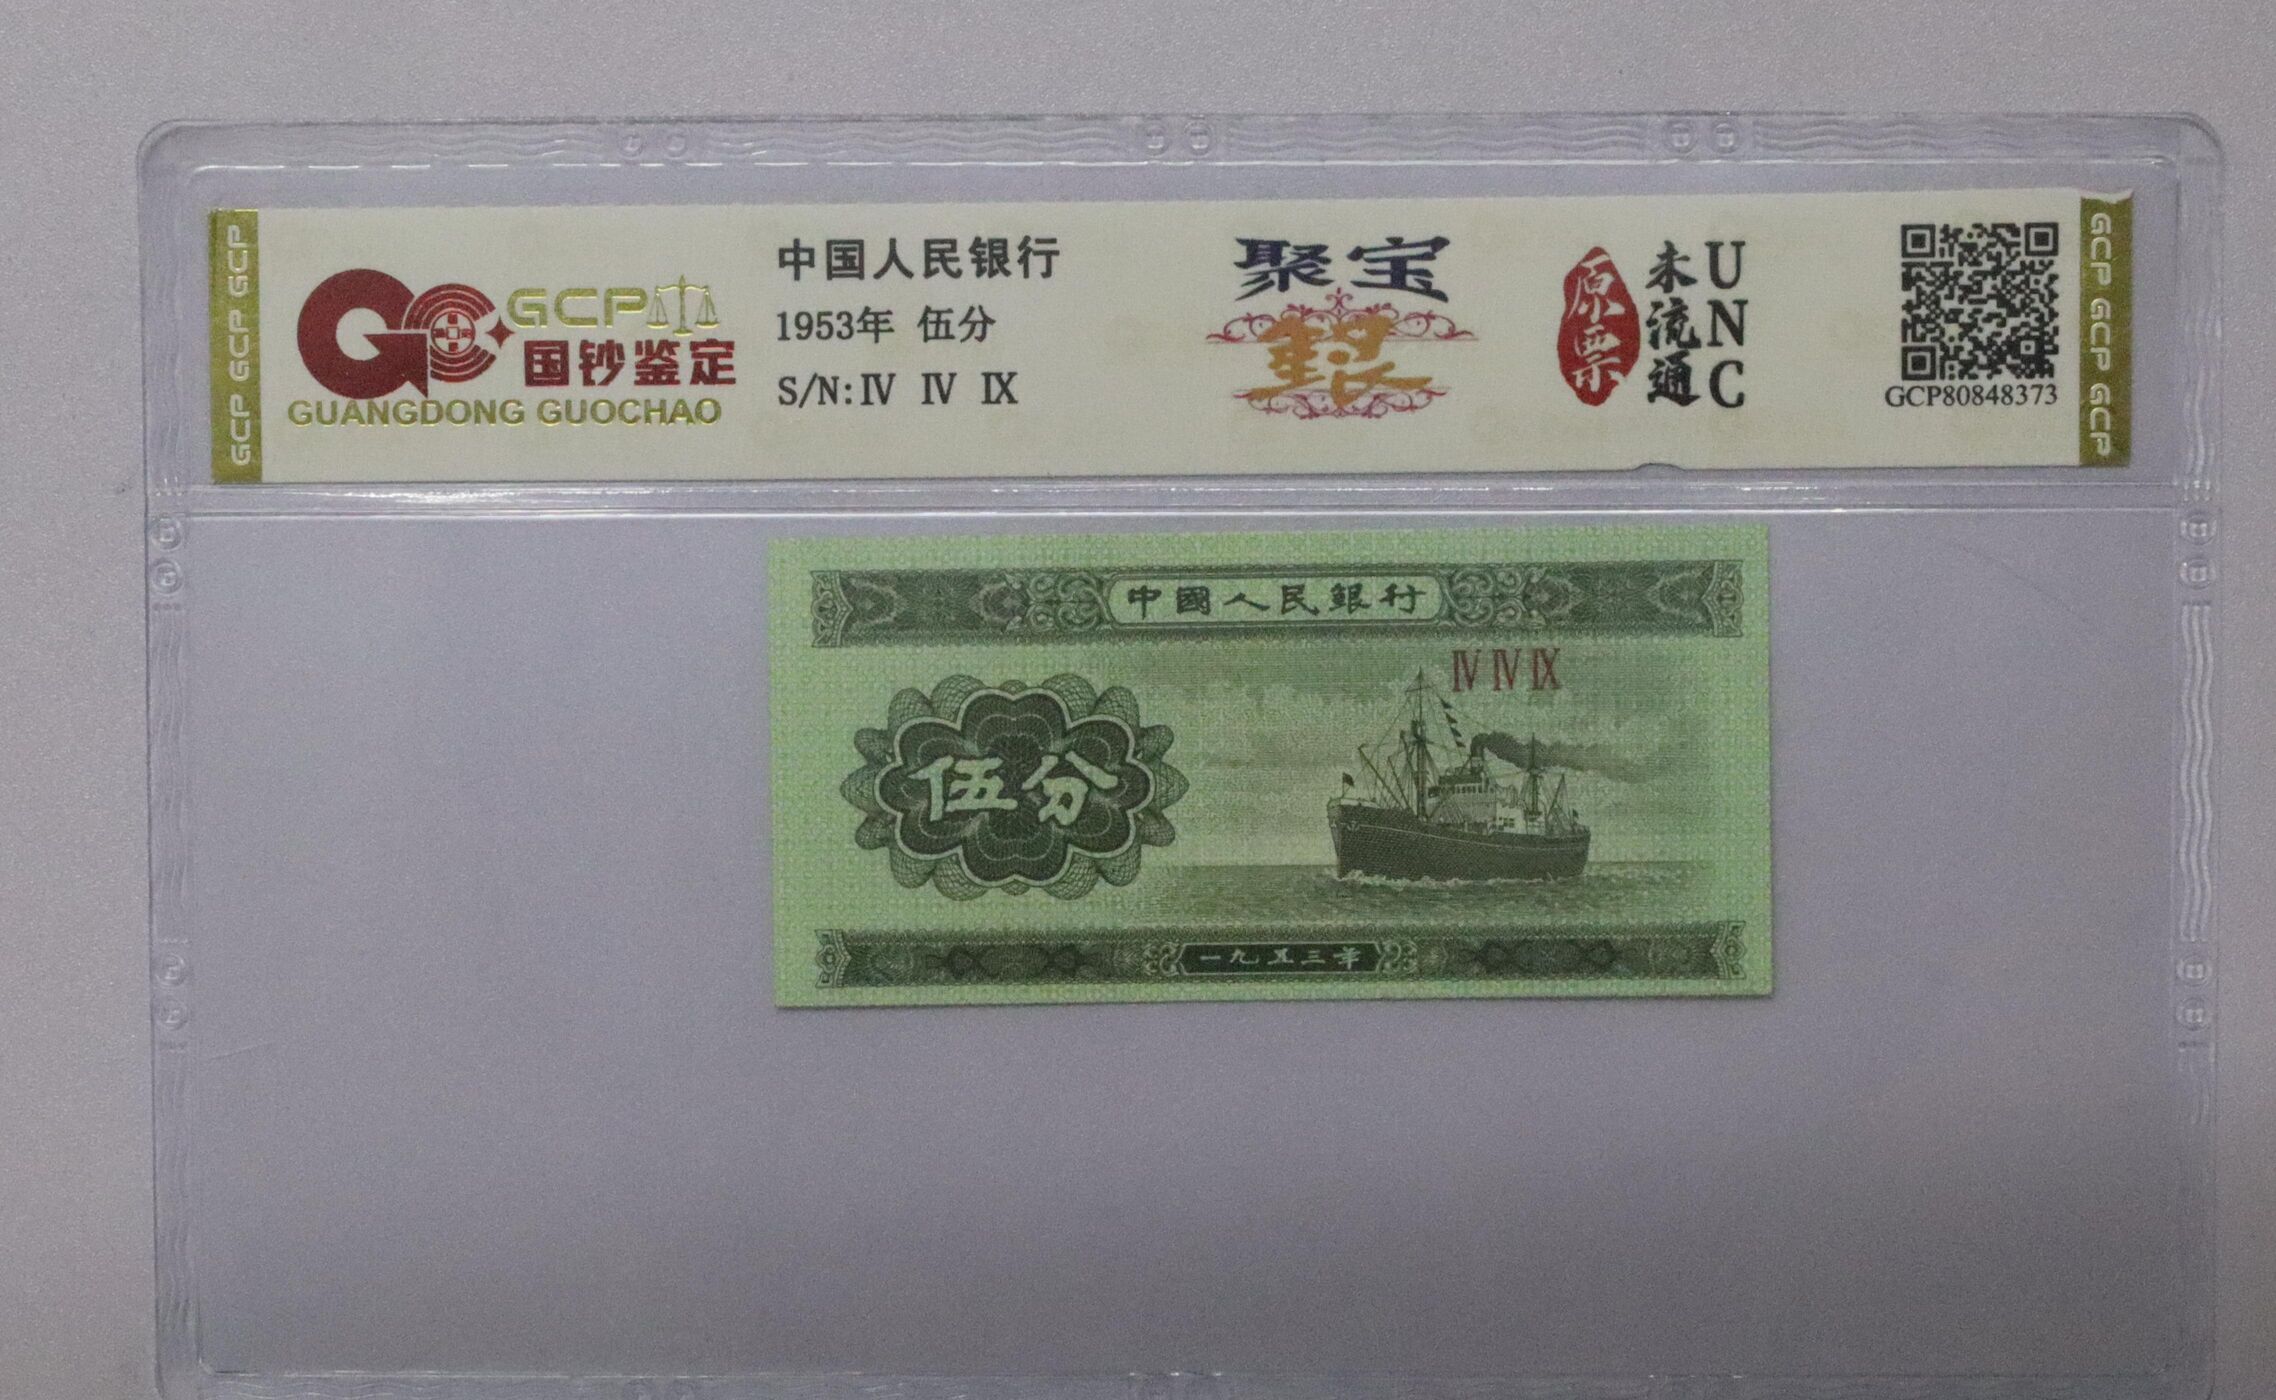 GCP GCP GCP
GCP
国钞鉴定
GUANGDONG GUOCHAO
中国人民银行
1953年 伍分
S/N:Ⅳ Ⅳ Ⅸ
聚宝
原票
未流通
UNC
GCP80848373
GCP GCP GCP GCP
中國人民銀行
Ⅳ Ⅳ Ⅸ
伍分
一九五三年